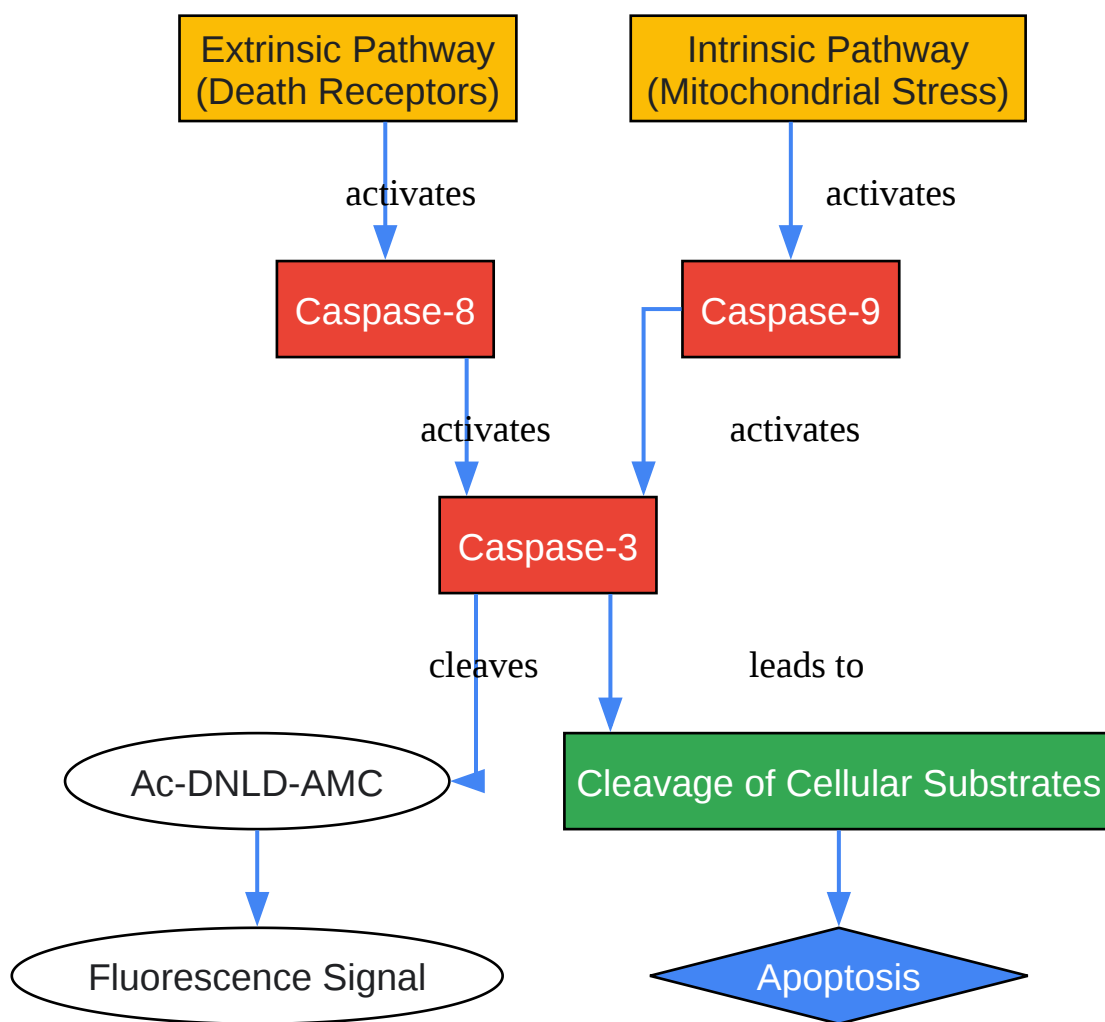 Extrinsic Pathway
(Death Receptors)
Intrinsic Pathway
(Mitochondrial Stress)
activates
activates
Caspase-8
Caspase-9
activates
activates
Caspase-3
cleaves
leads to
Ac-DNLD-AMC
Cleavage of Cellular Substrates
Fluorescence Signal
Apoptosis